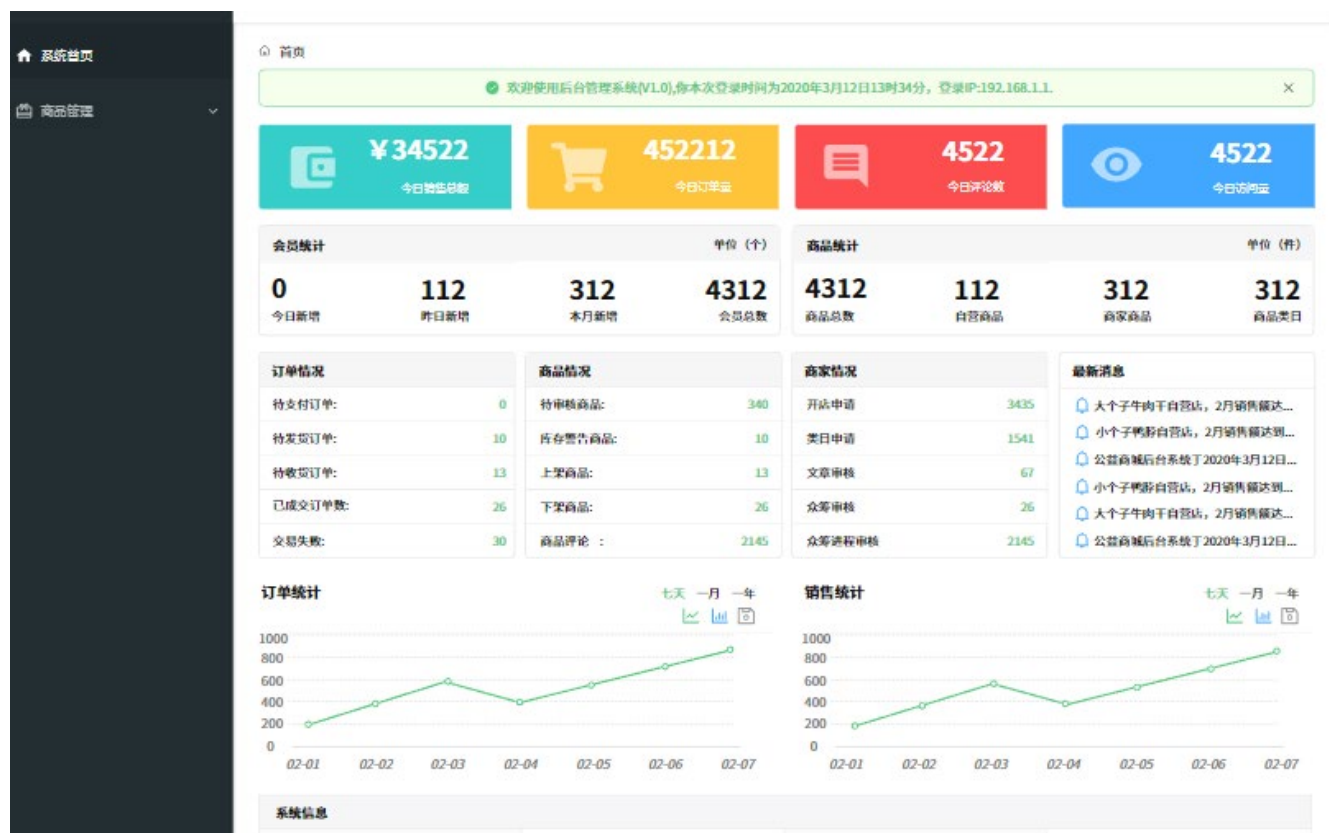 系统首页
商品管理
首页
欢迎使用后台管理系统(V1.0),你本次登录时间为2020年3月12日13时34分，登录IP:192.168.1.1.
¥34522
今日销售总额
452212
今日订单量
4522
今日评论数
4522
今日访问量
会员统计 单位（个）
0 112 312 4312
今日新增 昨日新增 本月新增 会员总数
商品统计 单位（件）
4312 112 312 312
商品总数 自营商品 商家商品 商品类目
订单情况
待支付订单: 0
待发货订单: 10
待收货订单: 13
已成交订单数: 26
交易失败: 30
商品情况
待审核商品: 340
库存警告商品: 10
上架商品: 13
下架商品: 26
商品评论 : 2145
商家情况
开店申请 3435
类目申请 1541
文章审核 67
众筹审核 26
众筹进程审核 2145
最新消息
大个子牛肉干自营店，2月销售额达...
小个子鸭脖自营店，2月销售额达到...
公益商城后台系统于2020年3月12日...
小个子鸭脖自营店，2月销售额达到...
大个子牛肉干自营店，2月销售额达...
公益商城后台系统于2020年3月12日...
订单统计
七天 一月 一年
1000
800
600
400
200
0
02-01 02-02 02-03 02-04 02-05 02-06 02-07
销售统计
七天 一月 一年
1000
800
600
400
200
0
02-01 02-02 02-03 02-04 02-05 02-06 02-07
系统信息